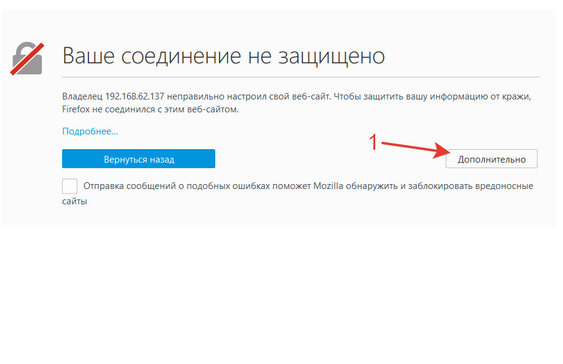 Ваше соединение не защищено
Владелец 192.168.62.137 неправильно настроил свой веб-сайт. Чтобы защитить вашу информацию от кражи,
Firefox не соединился с этим веб-сайтом.
Подробнее...
1
Вернуться назад
Дополнительно
Отправка сообщений о подобных ошибках поможет Mozilla обнаружить и заблокировать вредоносные
сайты